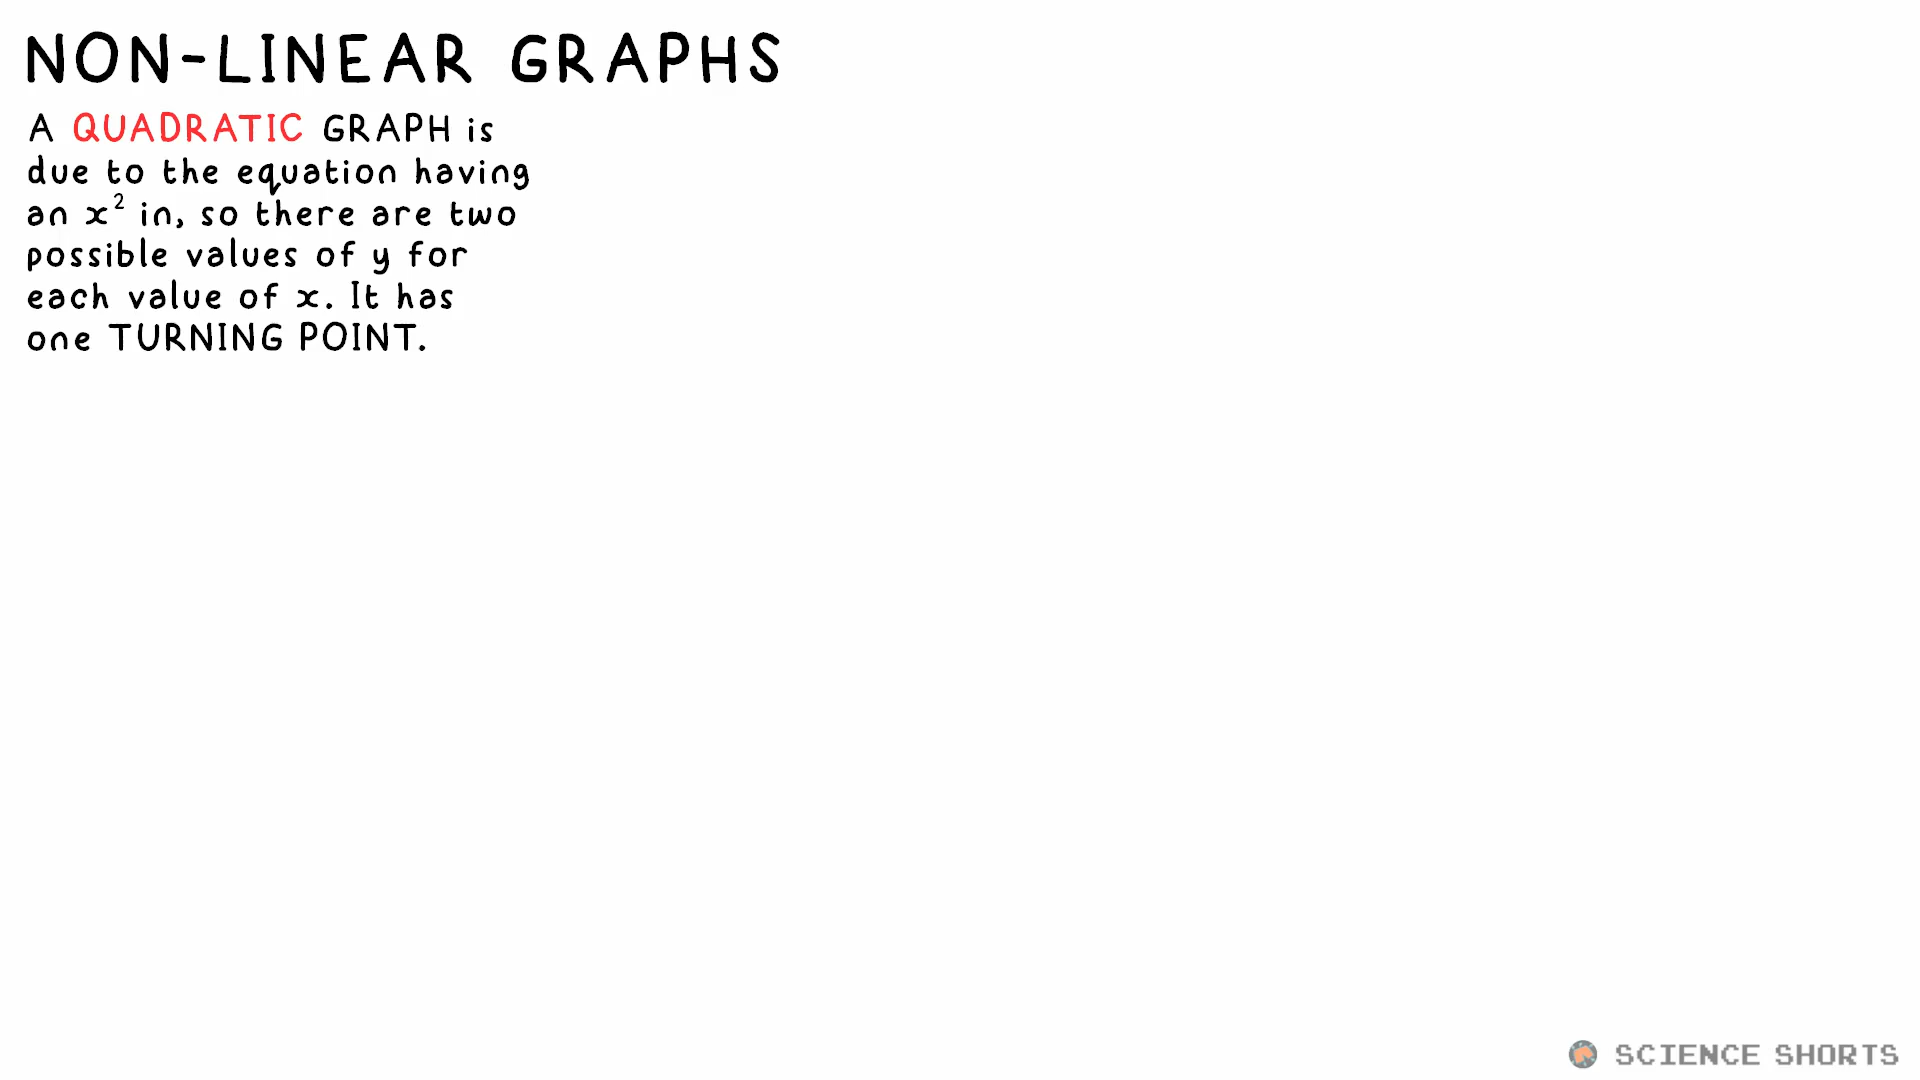 NON-LINEAR GRAPHS
A QUADRATIC GRAPH is
due to the equation having
an x² in, so there are two
possible values of y for
each value of x. It has
one TURNING POINT.
SCIENCE SHORTS